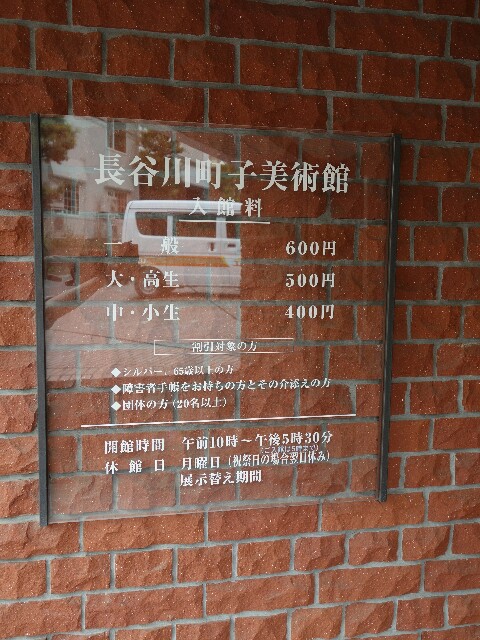 長谷川町子美術館
入館料
一　般　600円
大・高生　500円
中・小生　400円
割引対象の方
◆シルバー、65歳以上の方
◆障害者手帳をお持ちの方とその介添えの方
◆団体の方(20名以上)
開館時間　午前10時〜午後5時30分
休館日　月曜日(祝祭日の場合翌日休み)
展示替え期間